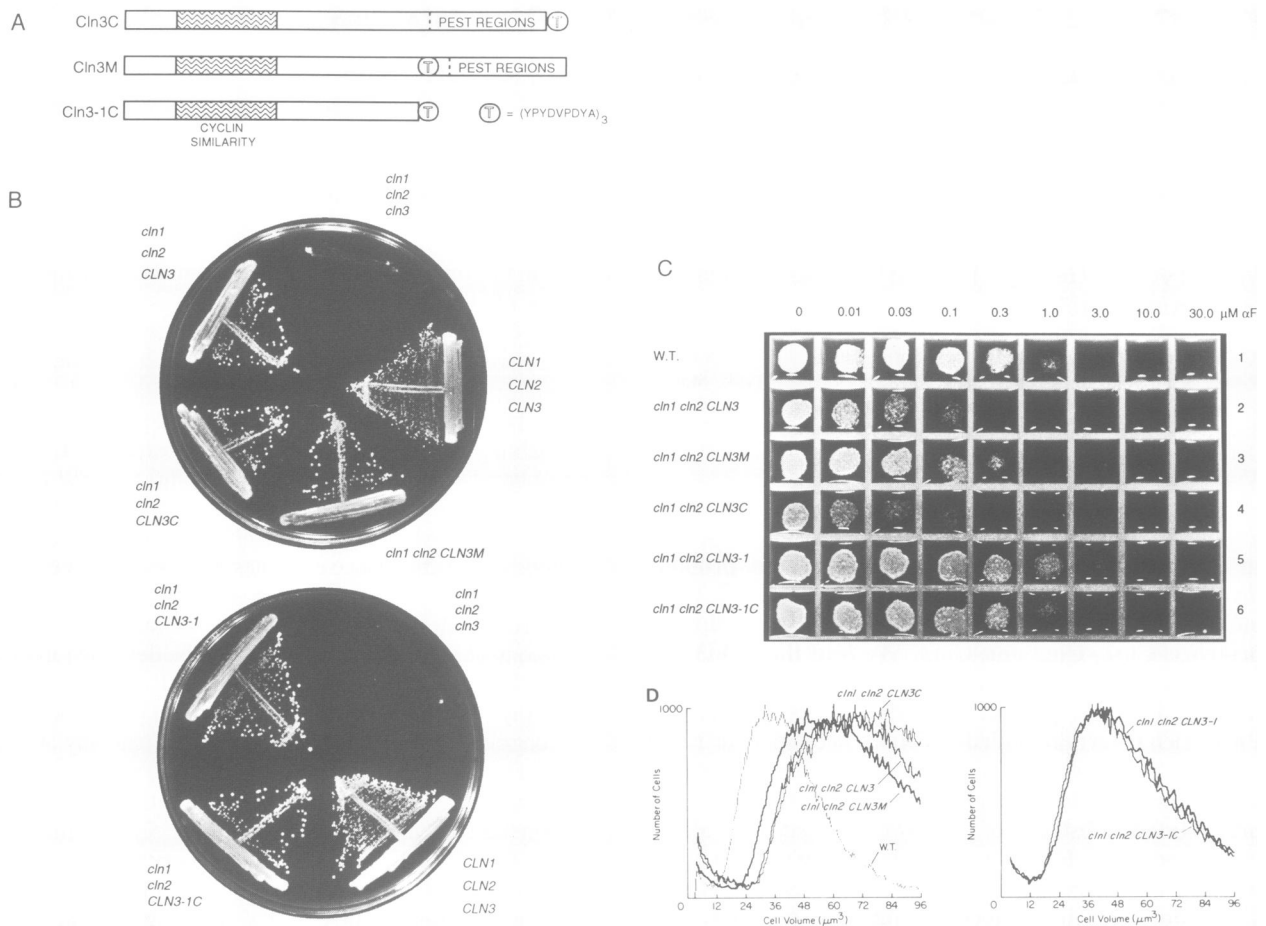 A
Cln3C
PEST REGIONS
T
Cln3M
T
PEST REGIONS
Cln3-1C
T
T = (YPYDVPDYA)3
CYCLIN
SIMILARITY
B
cln1
cln2
cln3
cln1
cln2
CLN3
CLN1
CLN2
CLN3
cln1
cln2
CLN3C
cln1 cln2 CLN3M
cln1
cln2
CLN3-1
cln1
cln2
cln3
cln1
cln2
CLN3-1C
CLN1
CLN2
CLN3
C
0 0.01 0.03 0.1 0.3 1.0 3.0 10.0 30.0 μM αF
W.T. 1
cln1 cln2 CLN3 2
cln1 cln2 CLN3M 3
cln1 cln2 CLN3C 4
cln1 cln2 CLN3-1 5
cln1 cln2 CLN3-1C 6
D
1000
Number of Cells
cln1 cln2 CLN3C
cln1 cln2 CLN3
cln1 cln2 CLN3M
W.T.
0 12 24 36 48 60 72 84 96
Cell Volume (μm3)
1000
Number of Cells
cln1 cln2 CLN3-1
cln1 cln2 CLN3-1C
0 12 24 36 48 60 72 84 96
Cell Volume (μm3)